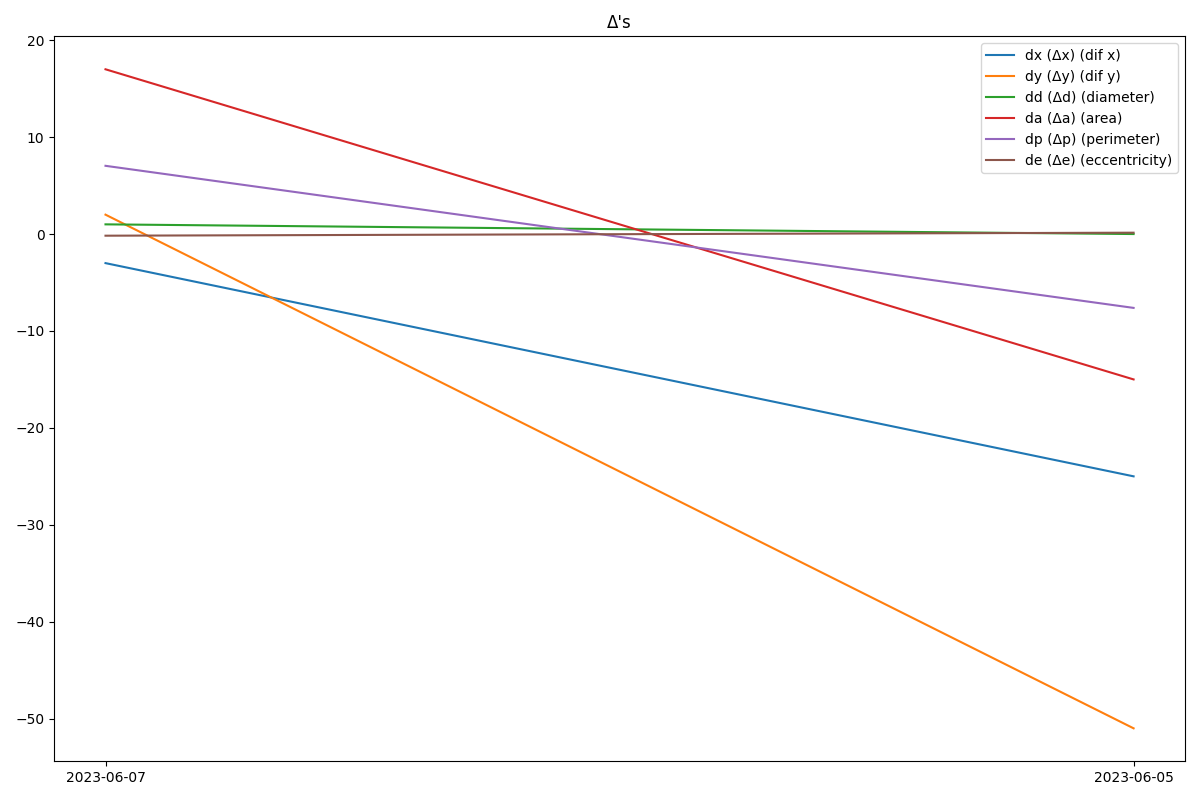 Δ's
20
10
0
−10
−20
−30
−40
−50
dx (Δx) (dif x)
dy (Δy) (dif y)
dd (Δd) (diameter)
da (Δa) (area)
dp (Δp) (perimeter)
de (Δe) (eccentricity)
2023-06-07
2023-06-05